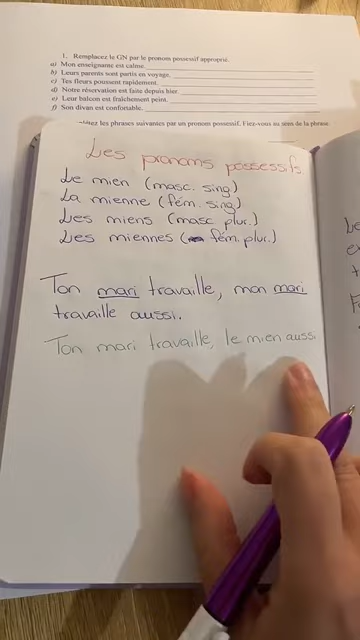 1. Remplacez le GN par le pronom possessif approprié.
a) Mon enseignante est calme.
b) Leurs parents sont partis en voyage.
c) Tes fleurs poussent rapidement.
d) Notre réservation est faite depuis hier.
e) Leur balcon est fraîchement peint.
f) Son divan est confortable.
les phrases suivantes par un pronom possessif. Fiez-vous au sens de la phrase.
Les pronoms possessifs
Le mien (masc. sing)
La mienne (fém. sing)
Les miens (masc plur.)
Les miennes (fém. plur.)
Ton mari travaille, mon mari
travaille aussi.
Ton mari travaille, le mien aussi.